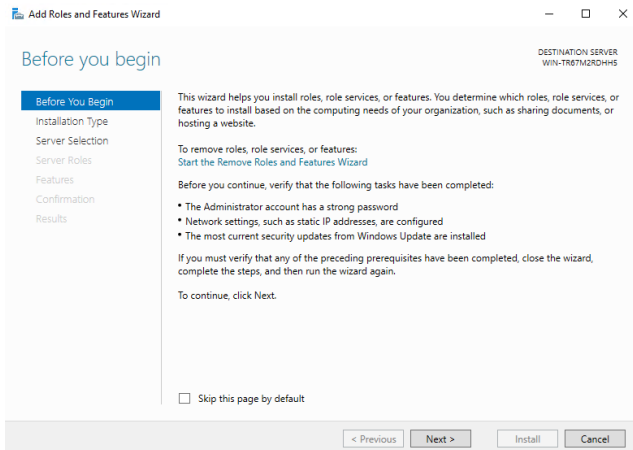 Add Roles and Features Wizard
Before you begin
DESTINATION SERVER
WIN-TR67M2RDHH5
Before You Begin
Installation Type
Server Selection
Server Roles
Features
Confirmation
Results
This wizard helps you install roles, role services, or features. You determine which roles, role services, or
features to install based on the computing needs of your organization, such as sharing documents, or
hosting a website.
To remove roles, role services, or features:
Start the Remove Roles and Features Wizard
Before you continue, verify that the following tasks have been completed:
• The Administrator account has a strong password
• Network settings, such as static IP addresses, are configured
• The most current security updates from Windows Update are installed
If you must verify that any of the preceding prerequisites have been completed, close the wizard,
complete the steps, and then run the wizard again.
To continue, click Next.
Skip this page by default
< Previous
Next >
Install
Cancel